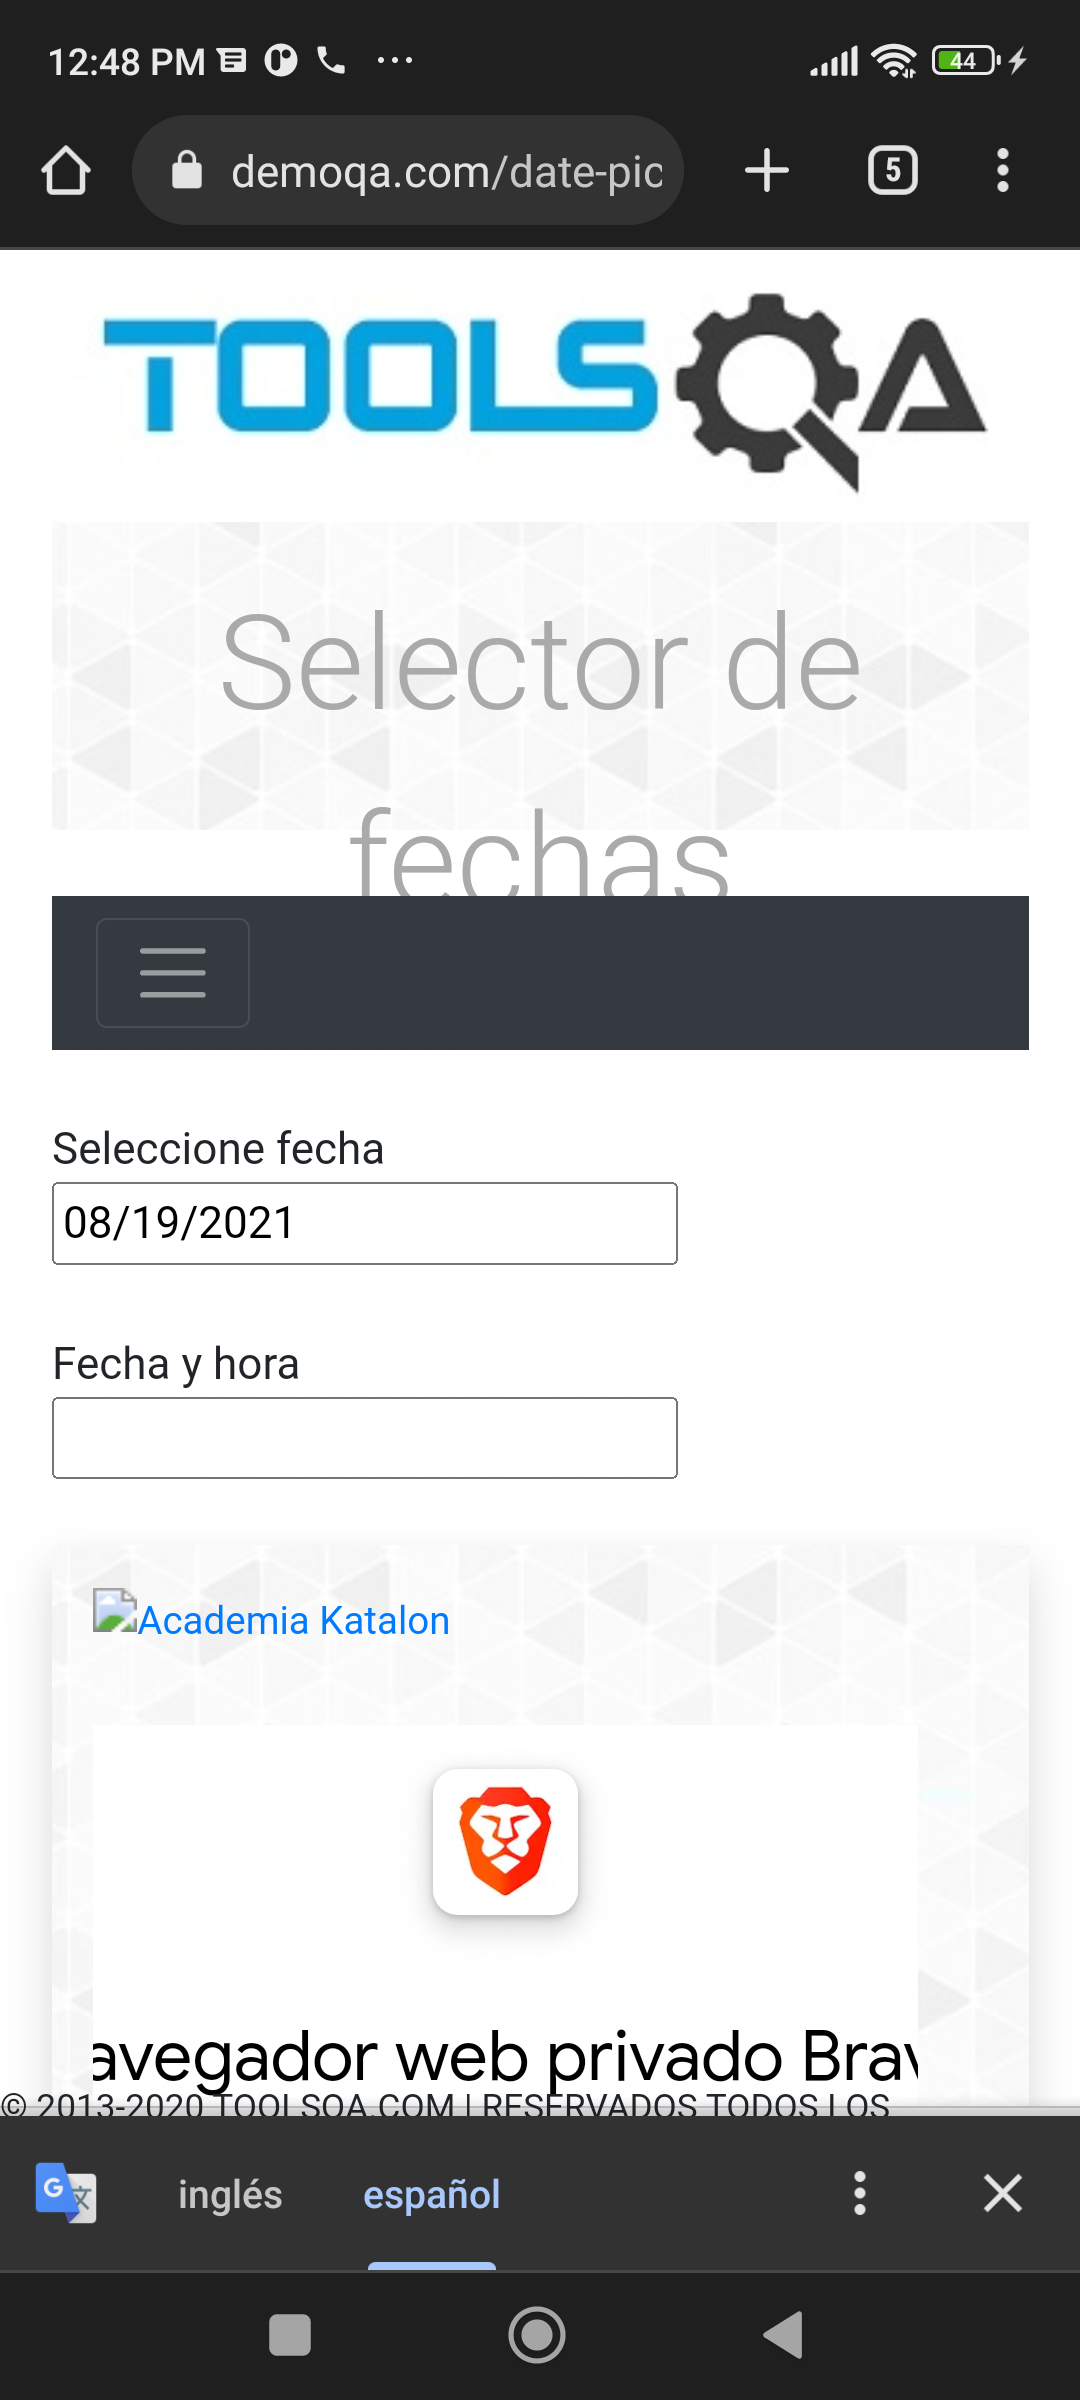 12:48 PM
44
demoqa.com/date-pic
5
TOOLSQA
Selector de
fechas
Seleccione fecha
08/19/2021
Fecha y hora
Academia Katalon
avegador web privado Brav
© 2013-2020 TOOLSQA.COM | RESERVADOS TODOS LOS
G 文
inglés
español